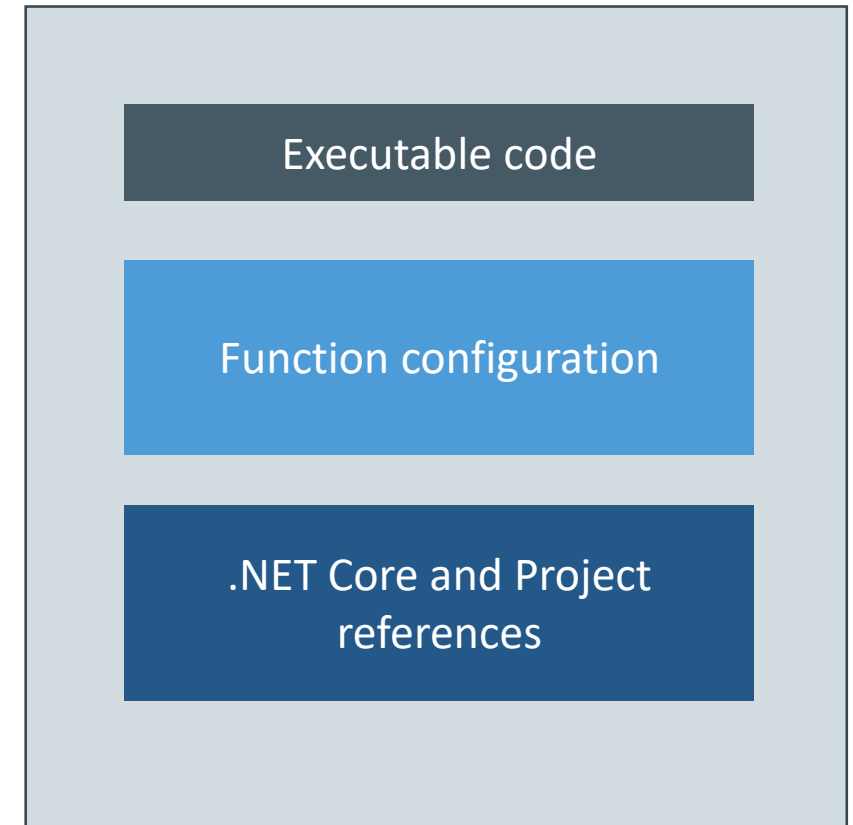 Executable code
Function configuration
.NET Core and Project
references